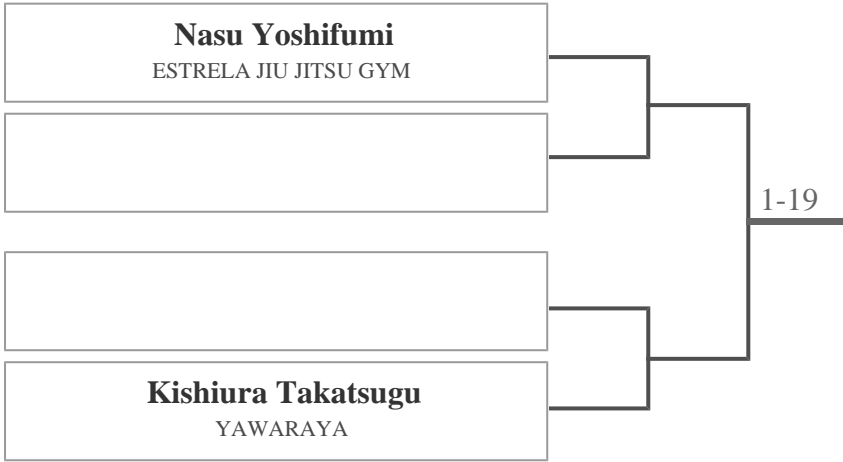 Nasu Yoshifumi
ESTRELA JIU JITSU GYM
1-19
Kishiura Takatsugu
YAWARAYA